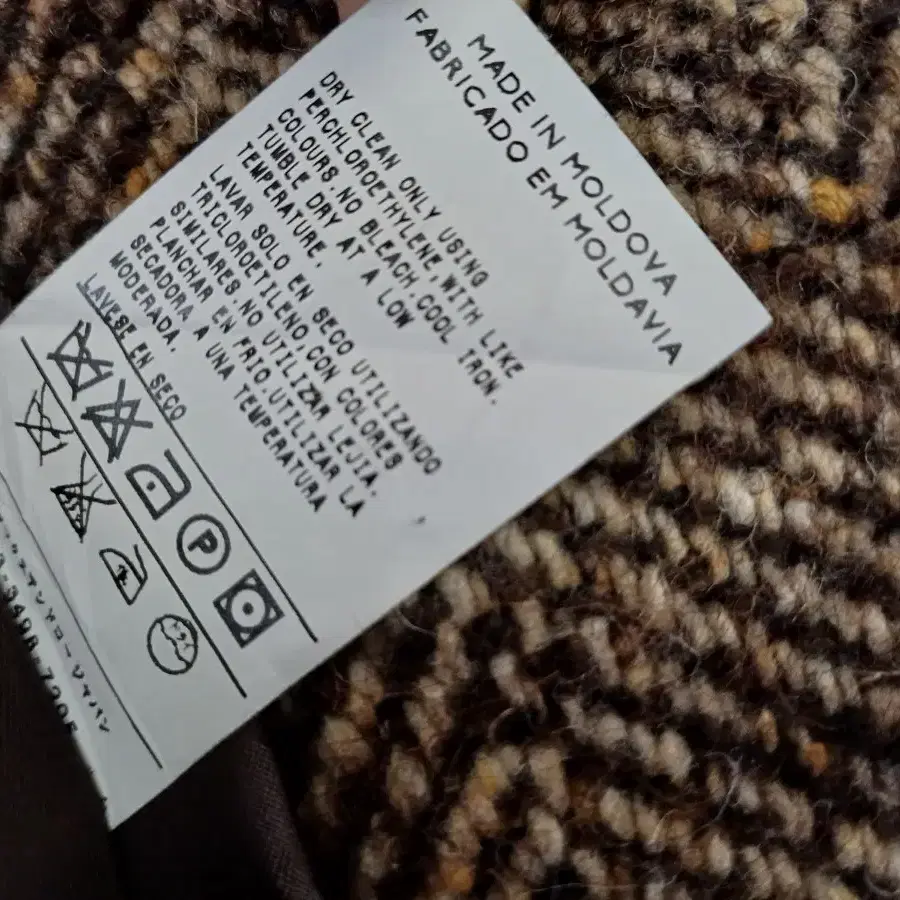 MADE IN MOLDOVA
FABRICADO EM MOLDAVIA
DRY CLEAN ONLY USING
PERCHLOROETHYLENE.WITH LIKE
COLOURS.NO BLEACH.COOL IRON.
TUMBLE DRY AT A LOW
TEMPERATURE.
LAVAR SOLO EN SECO UTILIZANDO
TRICLOROETILENO.CON COLORES
SIMILARES.NO UTILIZAR LEJIA.
PLANCHAR EN FRIO.UTILIZAR LA
SECADORA A UNA TEMPERATURA
MODERADA.
LAVESE EN SECO
P